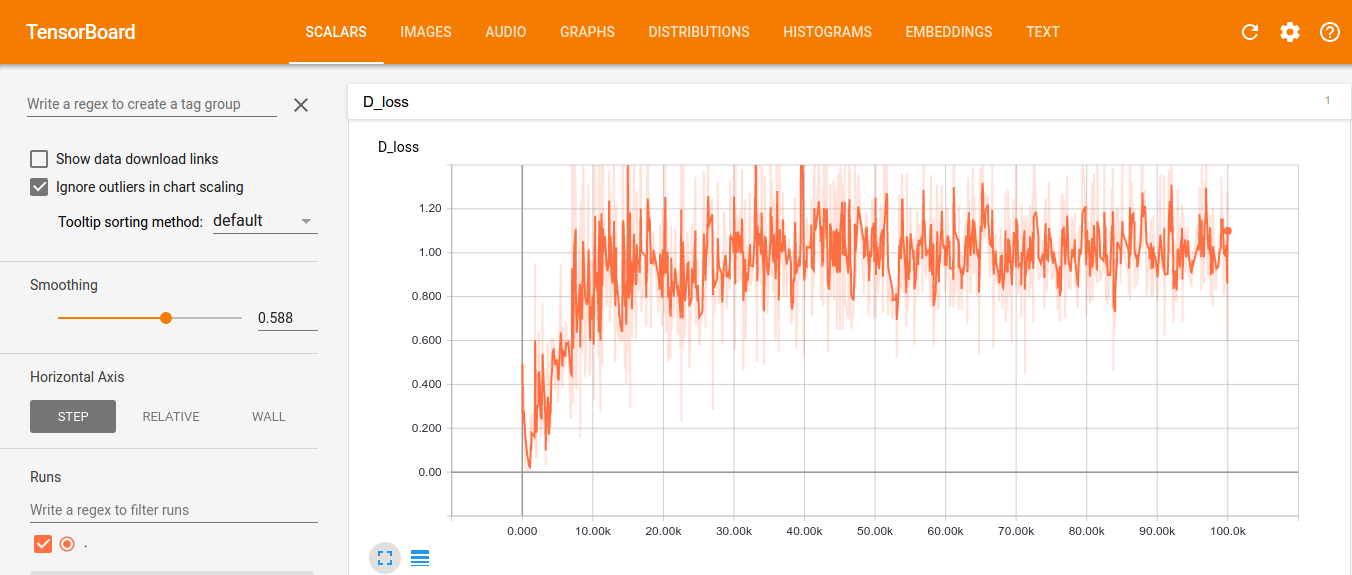 TensorBoard SCALARS IMAGES AUDIO GRAPHS DISTRIBUTIONS HISTOGRAMS EMBEDDINGS TEXT
Write a regex to create a tag group
Show data download links
Ignore outliers in chart scaling
Tooltip sorting method: default
Smoothing
0.588
Horizontal Axis
STEP RELATIVE WALL
Runs
Write a regex to filter runs
.
D_loss 1
D_loss
1.20
1.00
0.800
0.600
0.400
0.200
0.00
0.000 10.00k 20.00k 30.00k 40.00k 50.00k 60.00k 70.00k 80.00k 90.00k 100.0k